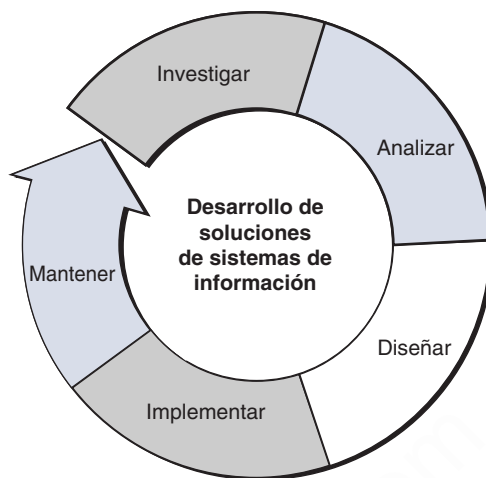 Investigar
Analizar
Desarrollo de
soluciones
de sistemas de
información
Mantener
Diseñar
Implementar